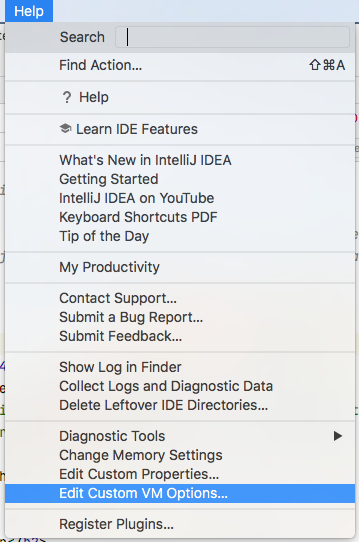 Help
Search
Find Action... ⇧⌘A
? Help
Learn IDE Features
What's New in IntelliJ IDEA
Getting Started
IntelliJ IDEA on YouTube
Keyboard Shortcuts PDF
Tip of the Day
My Productivity
Contact Support...
Submit a Bug Report...
Submit Feedback...
Show Log in Finder
Collect Logs and Diagnostic Data
Delete Leftover IDE Directories...
Diagnostic Tools
Change Memory Settings
Edit Custom Properties...
Edit Custom VM Options...
Register Plugins...